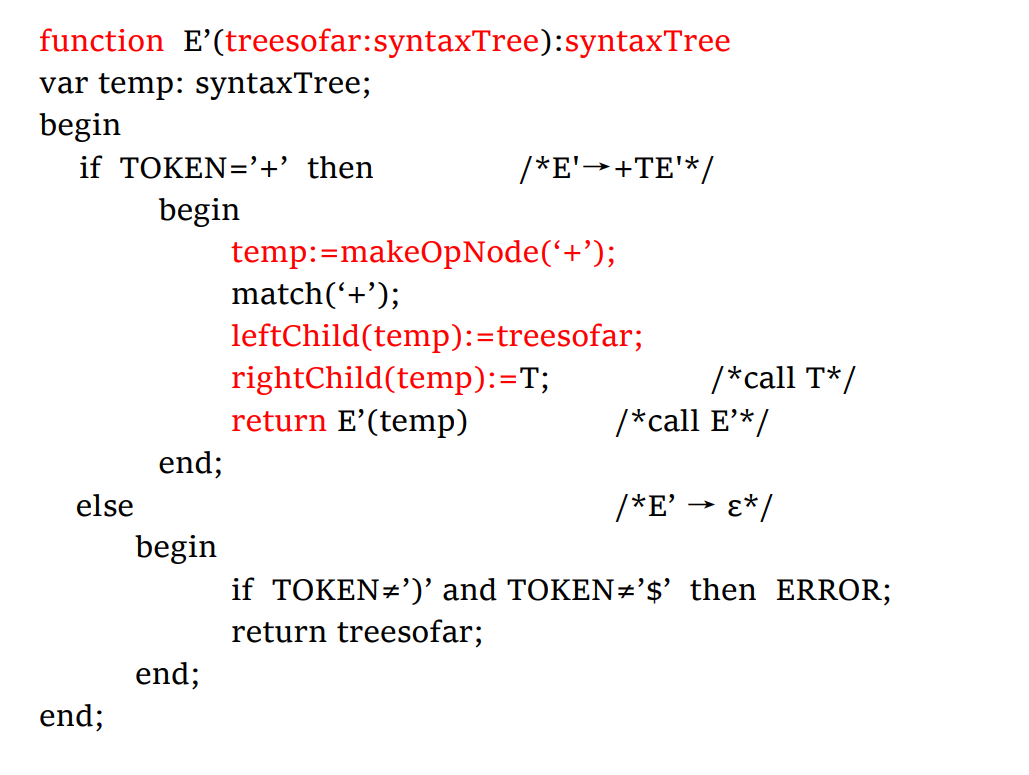 function E’(treesofar:syntaxTree):syntaxTree
var temp: syntaxTree;
begin
if TOKEN=’+’ then /*E'→+TE'*/
begin
temp:=makeOpNode(‘+’);
match(‘+’);
leftChild(temp):=treesofar;
rightChild(temp):=T; /*call T*/
return E’(temp) /*call E’*/
end;
else /*E’ → ε*/
begin
if TOKEN≠’)’ and TOKEN≠’$’ then ERROR;
return treesofar;
end;
end;